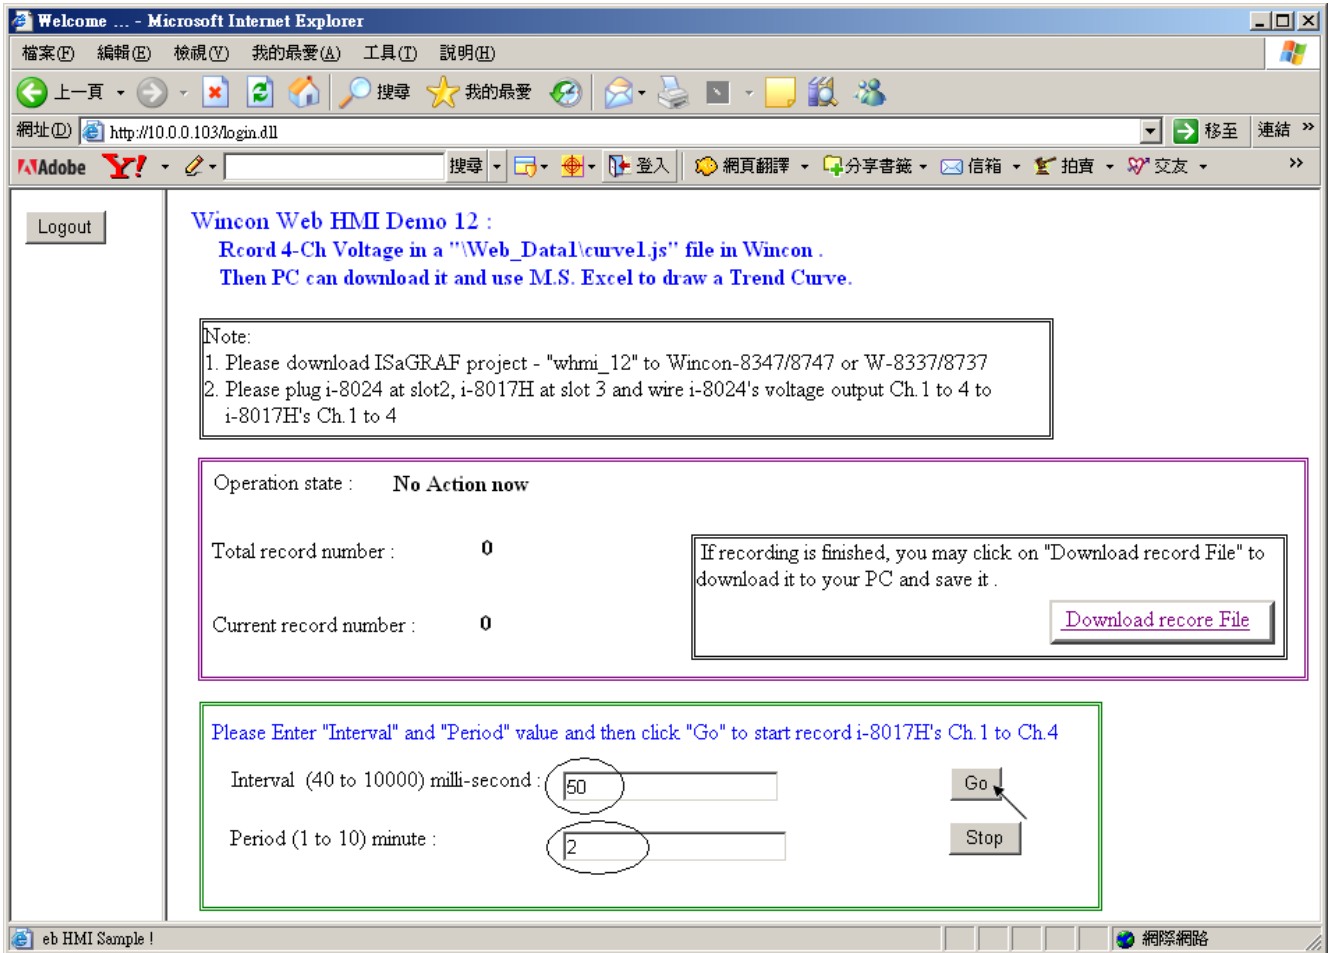 Welcome ... - Microsoft Internet Explorer
檔案(F) 編輯(E) 檢視(V) 我的最愛(A) 工具(T) 說明(H)
上一頁 搜尋 我的最愛
網址(D) http://10.0.0.103/login.dll 移至 連結 »
Adobe Y! 搜尋 登入 網頁翻譯 分享書籤 信箱 拍賣 交友 »
Logout
Wincon Web HMI Demo 12 :
Rcord 4-Ch Voltage in a "\Web_Data1\curve1.js" file in Wincon .
Then PC can download it and use M.S. Excel to draw a Trend Curve.
Note:
1. Please download ISaGRAF project - "whmi_12" to Wincon-8347/8747 or W-8337/8737
2. Please plug i-8024 at slot2, i-8017H at slot 3 and wire i-8024's voltage output Ch.1 to 4 to
i-8017H's Ch.1 to 4
Operation state : No Action now
Total record number : 0
If recording is finished, you may click on "Download record File" to
download it to your PC and save it .
Current record number : 0
Download recore File
Please Enter "Interval" and "Period" value and then click "Go" to start record i-8017H's Ch.1 to Ch.4
Interval (40 to 10000) milli-second : 50 Go
Period (1 to 10) minute : 2 Stop
eb HMI Sample ! 網際網路